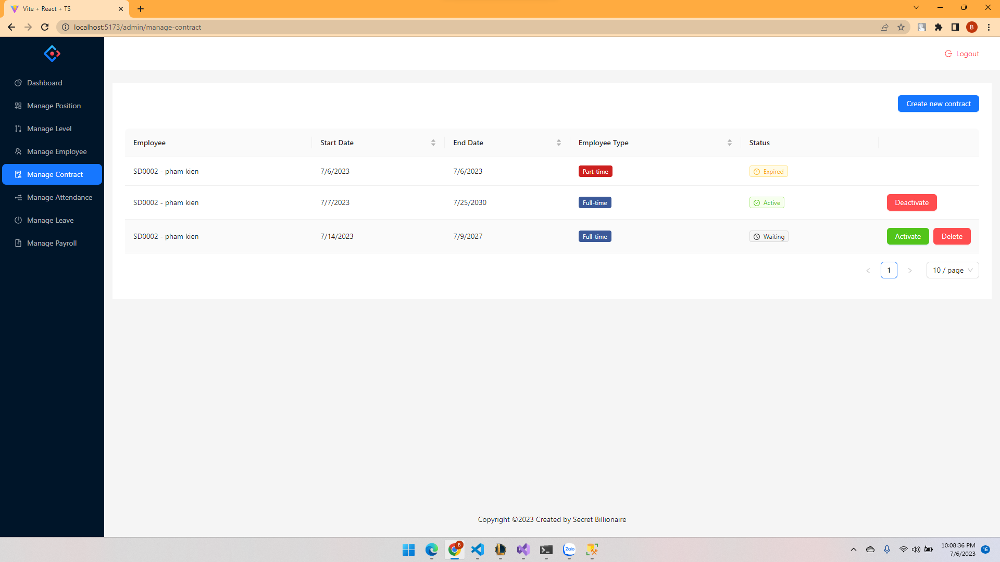 Vite + React + TS
localhost:5173/admin/manage-contract
B
Logout
Dashboard
Manage Position
Manage Level
Manage Employee
Manage Contract
Manage Attendance
Manage Leave
Manage Payroll
Create new contract
Employee Start Date End Date Employee Type Status
SD0002 - pham kien 7/6/2023 7/6/2023 Part-time Expired
SD0002 - pham kien 7/7/2023 7/25/2030 Full-time Active Deactivate
SD0002 - pham kien 7/14/2023 7/9/2027 Full-time Waiting Activate Delete
< 1 > 10 / page
Copyright ©2023 Created by Secret Billionaire
B
Zalo
10:08:36 PM
7/6/2023
16